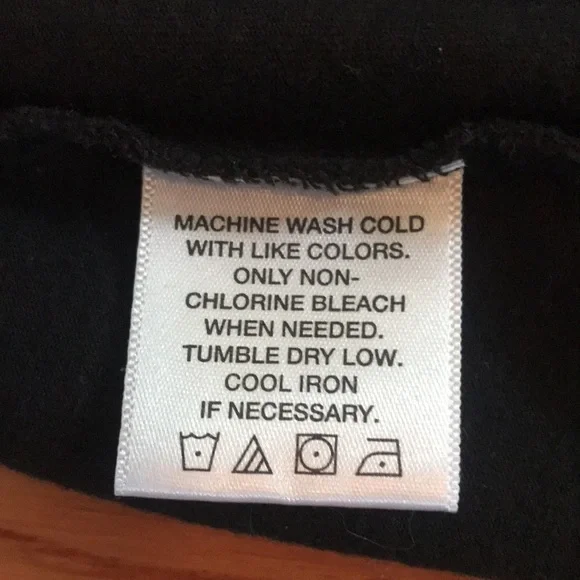 MACHINE WASH COLD
WITH LIKE COLORS.
ONLY NON-
CHLORINE BLEACH
WHEN NEEDED.
TUMBLE DRY LOW.
COOL IRON
IF NECESSARY.